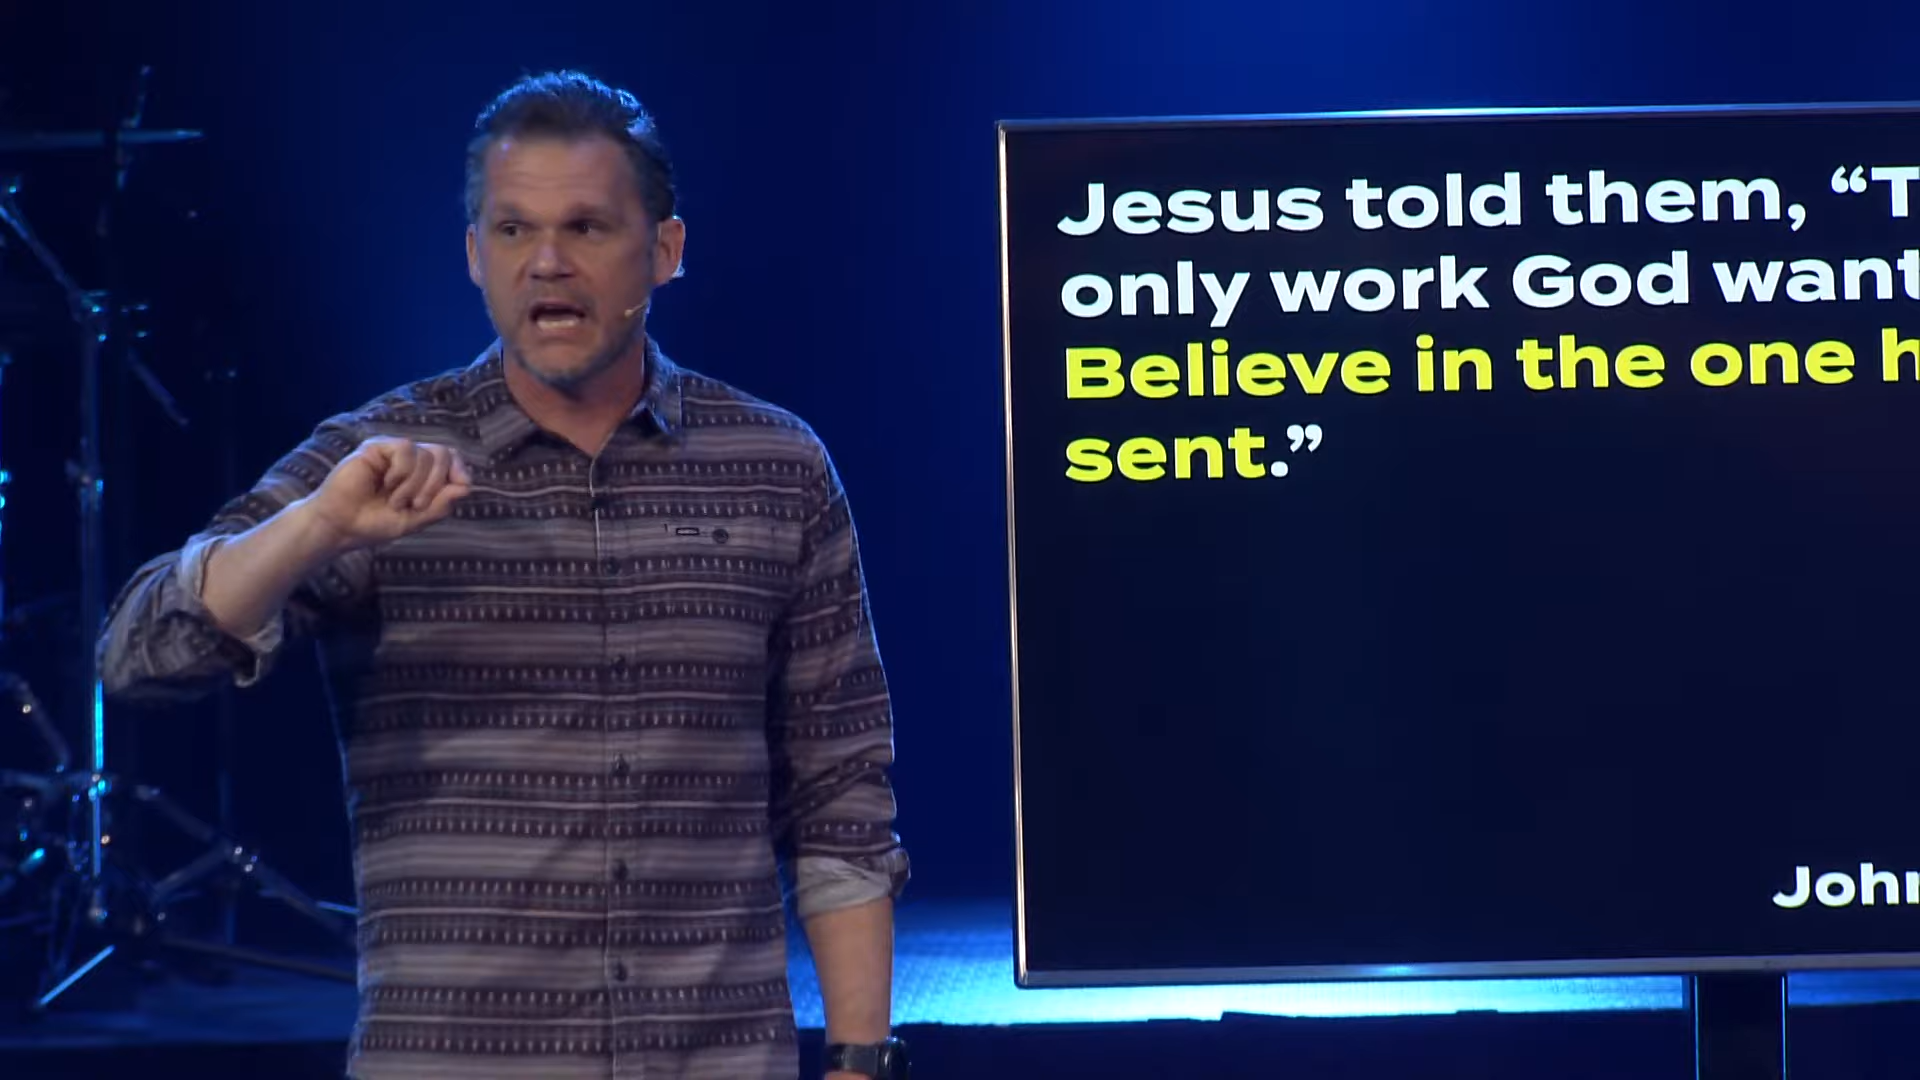 Jesus told them, “T
only work God want
Believe in the one h
sent.”
John